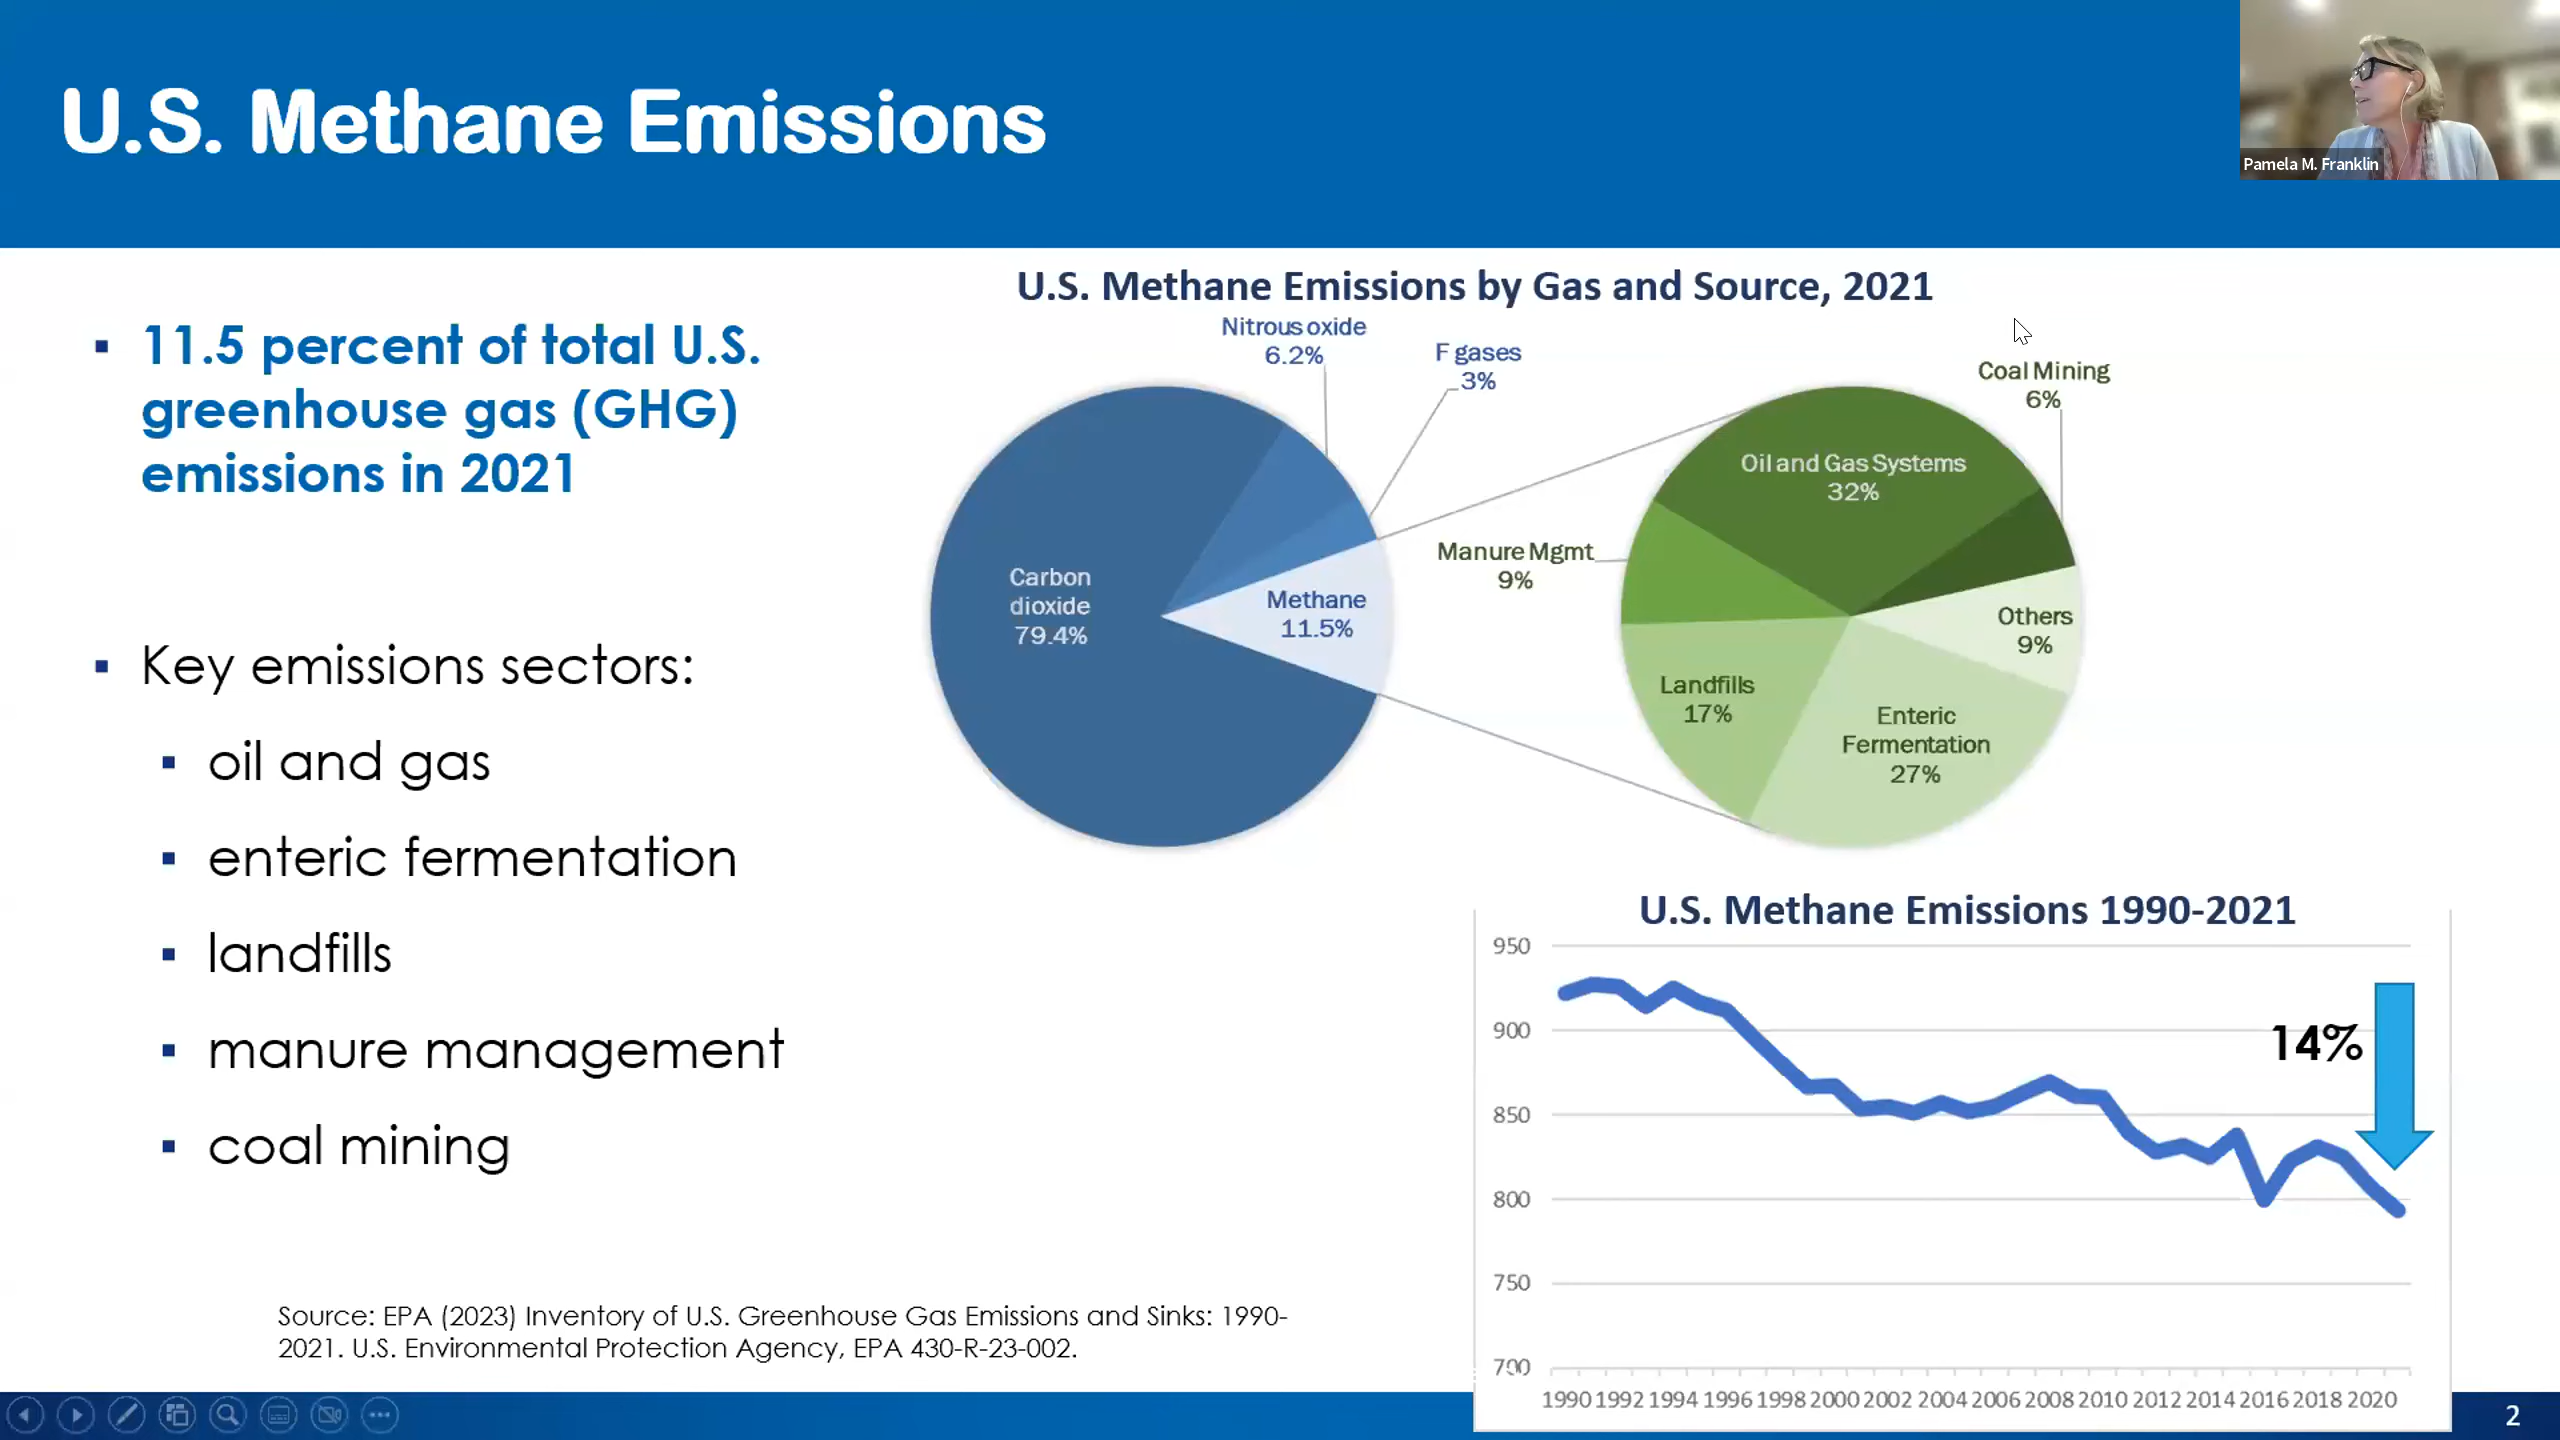 U.S. Methane Emissions
Pamela M. Franklin
▪ 11.5 percent of total U.S.
greenhouse gas (GHG)
emissions in 2021
▪ Key emissions sectors:
▪ oil and gas
▪ enteric fermentation
▪ landfills
▪ manure management
▪ coal mining
U.S. Methane Emissions by Gas and Source, 2021
Nitrous oxide
6.2%
F gases
3%
Carbon
dioxide
79.4%
Methane
11.5%
Coal Mining
6%
Oil and Gas Systems
32%
Manure Mgmt
9%
Others
9%
Landfills
17%
Enteric
Fermentation
27%
U.S. Methane Emissions 1990-2021
950
900
850
800
750
700
14%
1990 1992 1994 1996 1998 2000 2002 2004 2006 2008 2010 2012 2014 2016 2018 2020
Source: EPA (2023) Inventory of U.S. Greenhouse Gas Emissions and Sinks: 1990-
2021. U.S. Environmental Protection Agency, EPA 430-R-23-002.
2